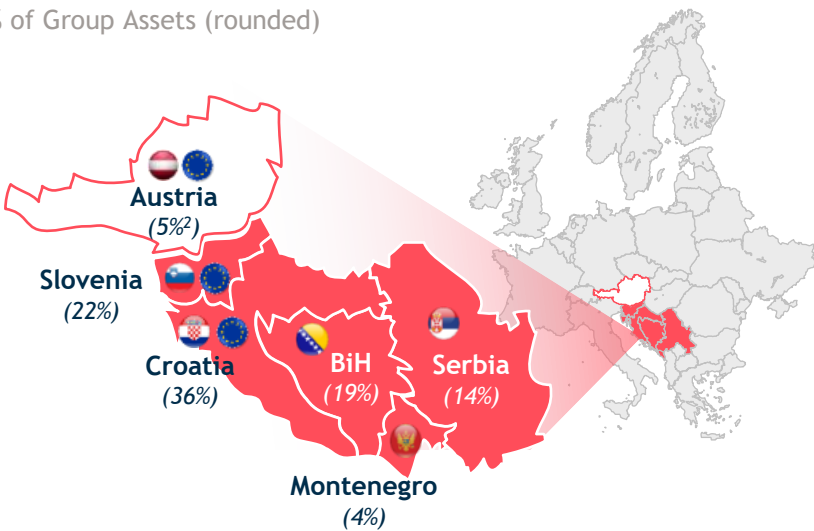 % of Group Assets (rounded)
Austria
(5%²)
Slovenia
(22%)
Croatia
(36%)
BiH
(19%)
Serbia
(14%)
Montenegro
(4%)